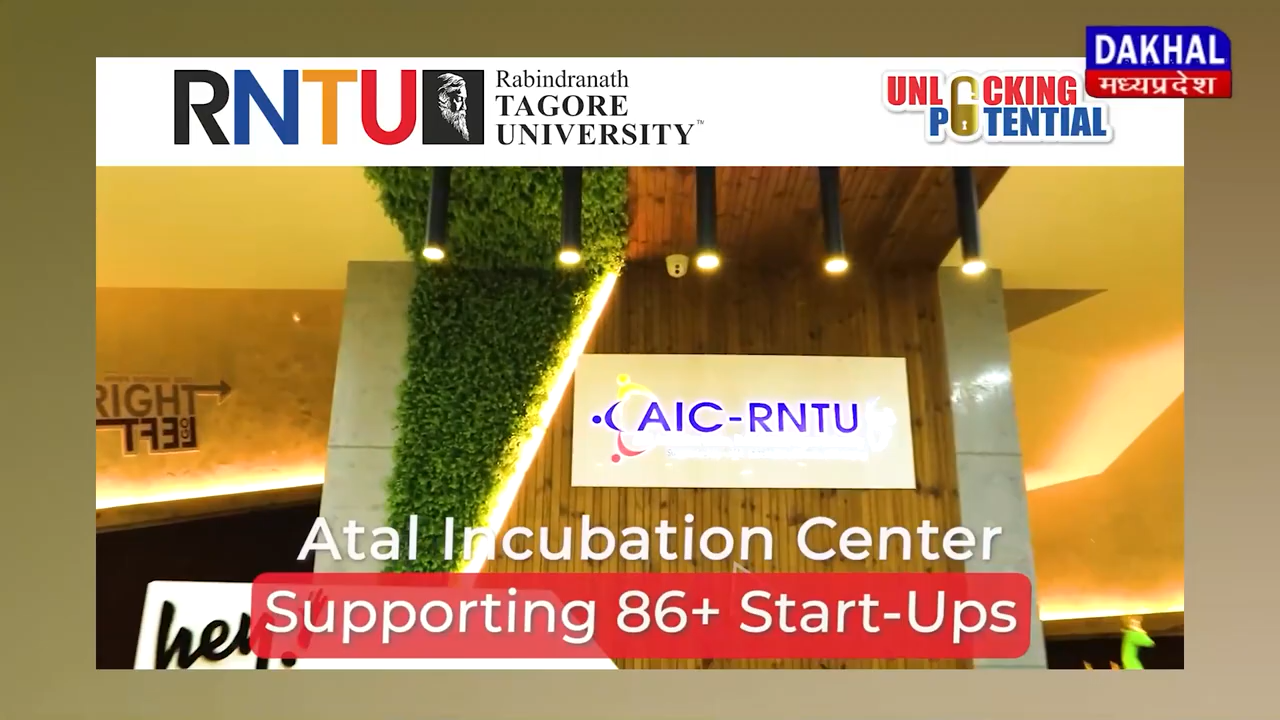 RNTU
Rabindranath
TAGORE
UNIVERSITY™
UNLOCKING
POTENTIAL
DAKHAL
मध्यप्रदेश
RIGHT
GO
LEFT
AIC-RNTU
Atal Incubation Center
Supporting 86+ Start-Ups
hey!